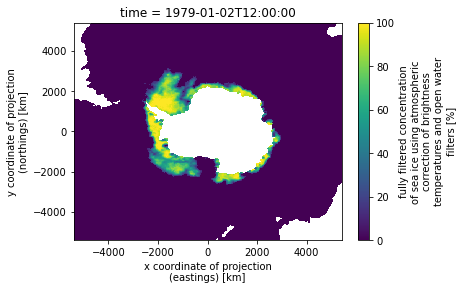 time = 1979-01-02T12:00:00
4000
2000
0
−2000
−4000
y coordinate of projection
(northings) [km]
−4000 −2000 0 2000 4000
x coordinate of projection
(eastings) [km]
100
80
60
40
20
0
fully filtered concentration
of sea ice using atmospheric
correction of brightness
temperatures and open water
filters [%]